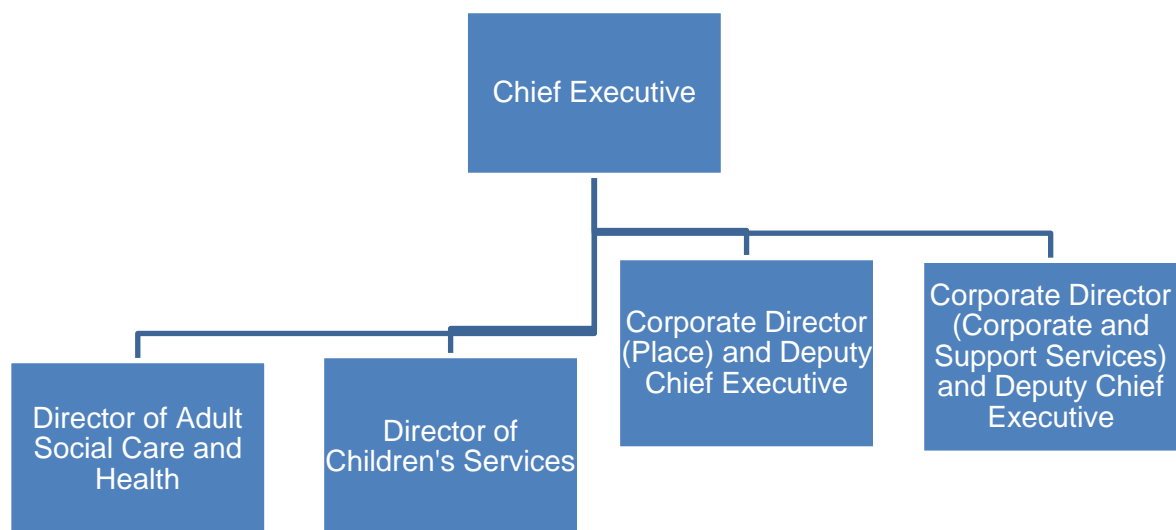 Chief Executive
Director of Adult
Social Care and
Health
Director of
Children's Services
Corporate Director
(Place) and Deputy
Chief Executive
Corporate Director
(Corporate and
Support Services)
and Deputy Chief
Executive